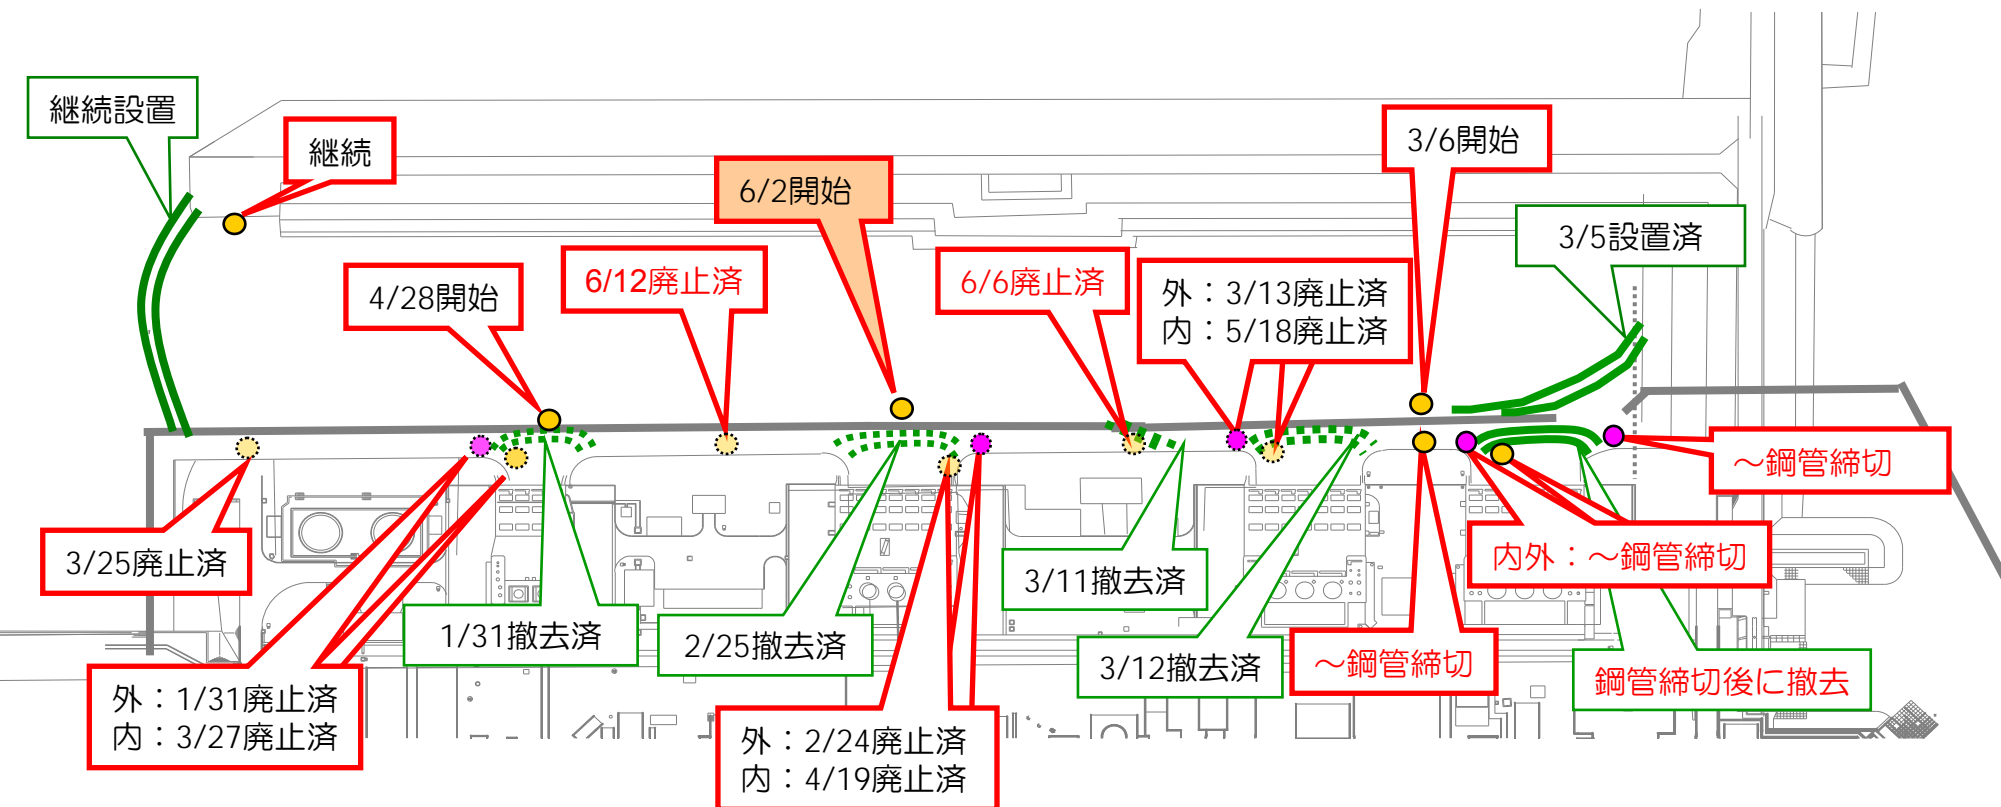 継続設置
継続
3/6開始
6/2開始
3/5設置済
4/28開始
6/12廃止済
6/6廃止済
外：3/13廃止済
内：5/18廃止済
～鋼管締切
3/25廃止済
内外：～鋼管締切
3/11撤去済
1/31撤去済
2/25撤去済
3/12撤去済
～鋼管締切
鋼管締切後に撤去
外：1/31廃止済
内：3/27廃止済
外：2/24廃止済
内：4/19廃止済